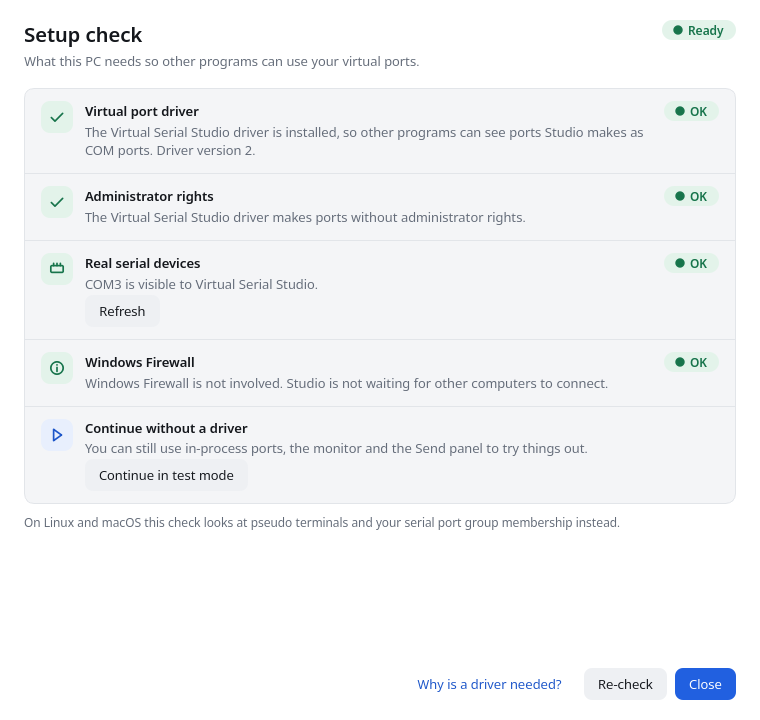 Setup check
Ready
What this PC needs so other programs can use your virtual ports.
Virtual port driver
OK
The Virtual Serial Studio driver is installed, so other programs can see ports Studio makes as
COM ports. Driver version 2.
Administrator rights
OK
The Virtual Serial Studio driver makes ports without administrator rights.
Real serial devices
OK
COM3 is visible to Virtual Serial Studio.
Refresh
Windows Firewall
OK
Windows Firewall is not involved. Studio is not waiting for other computers to connect.
Continue without a driver
You can still use in-process ports, the monitor and the Send panel to try things out.
Continue in test mode
On Linux and macOS this check looks at pseudo terminals and your serial port group membership instead.
Why is a driver needed?
Re-check
Close